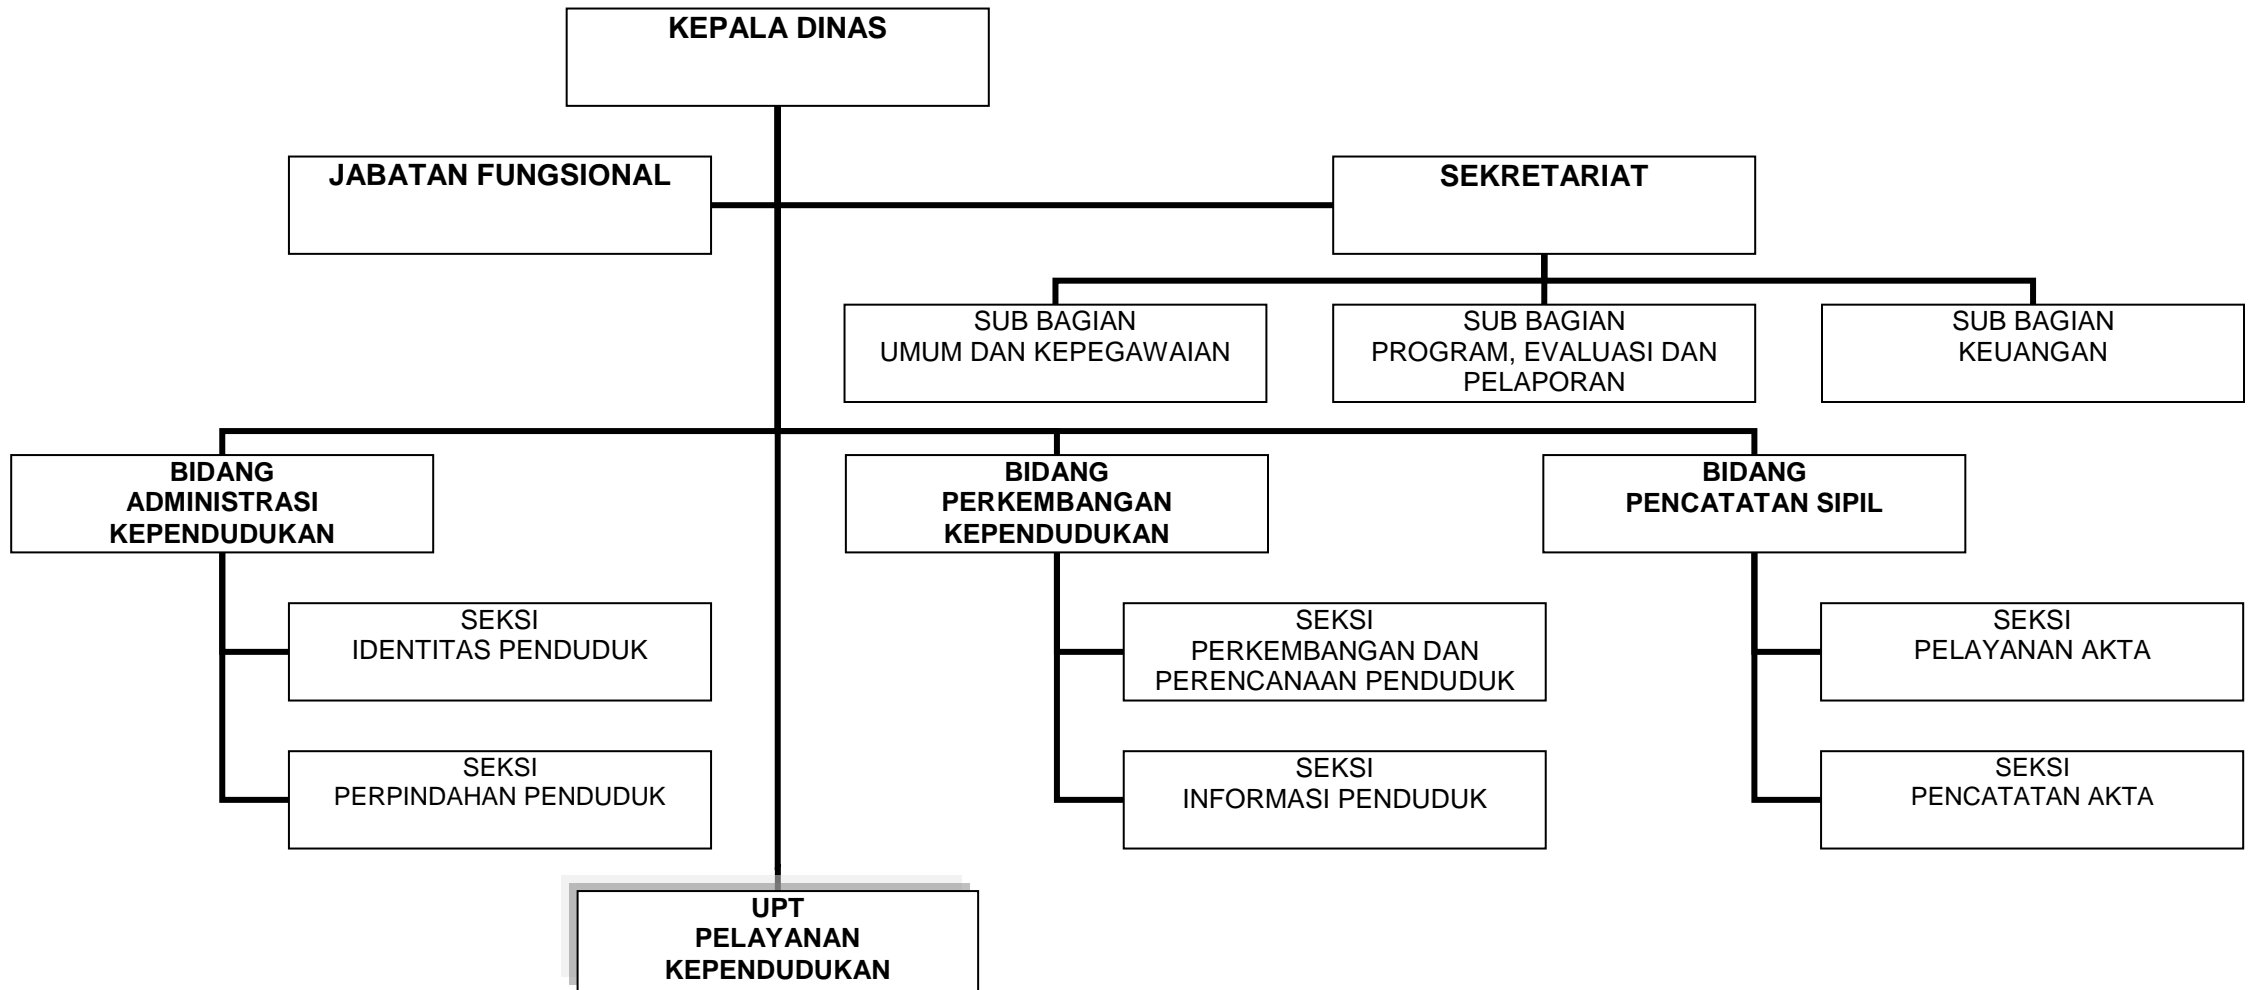 KEPALA DINAS
JABATAN FUNGSIONAL
SEKRETARIAT
SUB BAGIAN
UMUM DAN KEPEGAWAIAN
SUB BAGIAN
PROGRAM, EVALUASI DAN
PELAPORAN
SUB BAGIAN
KEUANGAN
BIDANG
ADMINISTRASI
KEPENDUDUKAN
BIDANG
PERKEMBANGAN
KEPENDUDUKAN
BIDANG
PENCATATAN SIPIL
SEKSI
IDENTITAS PENDUDUK
SEKSI
PERKEMBANGAN DAN
PERENCANAAN PENDUDUK
SEKSI
PELAYANAN AKTA
SEKSI
PERPINDAHAN PENDUDUK
SEKSI
INFORMASI PENDUDUK
SEKSI
PENCATATAN AKTA
UPT
PELAYANAN
KEPENDUDUKAN